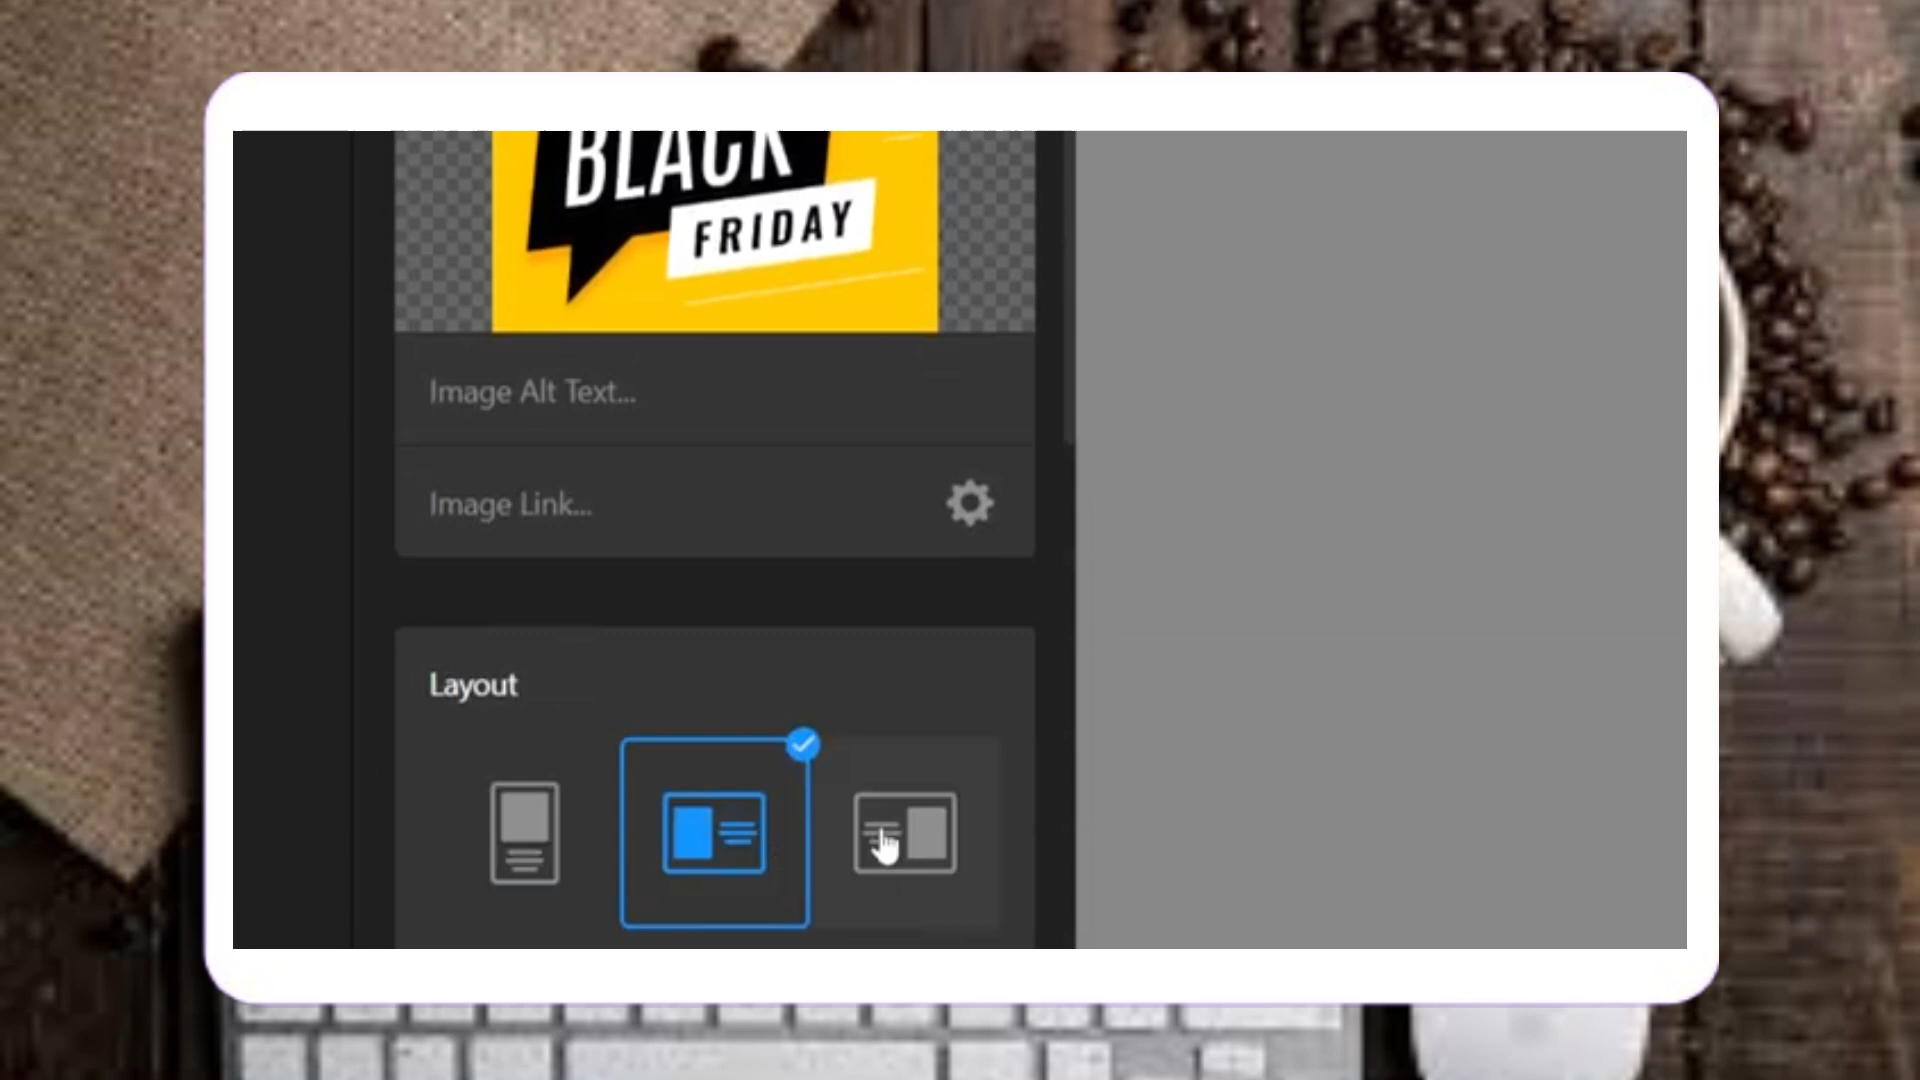 BLACK
FRIDAY
Image Alt Text...
Image Link...
Layout